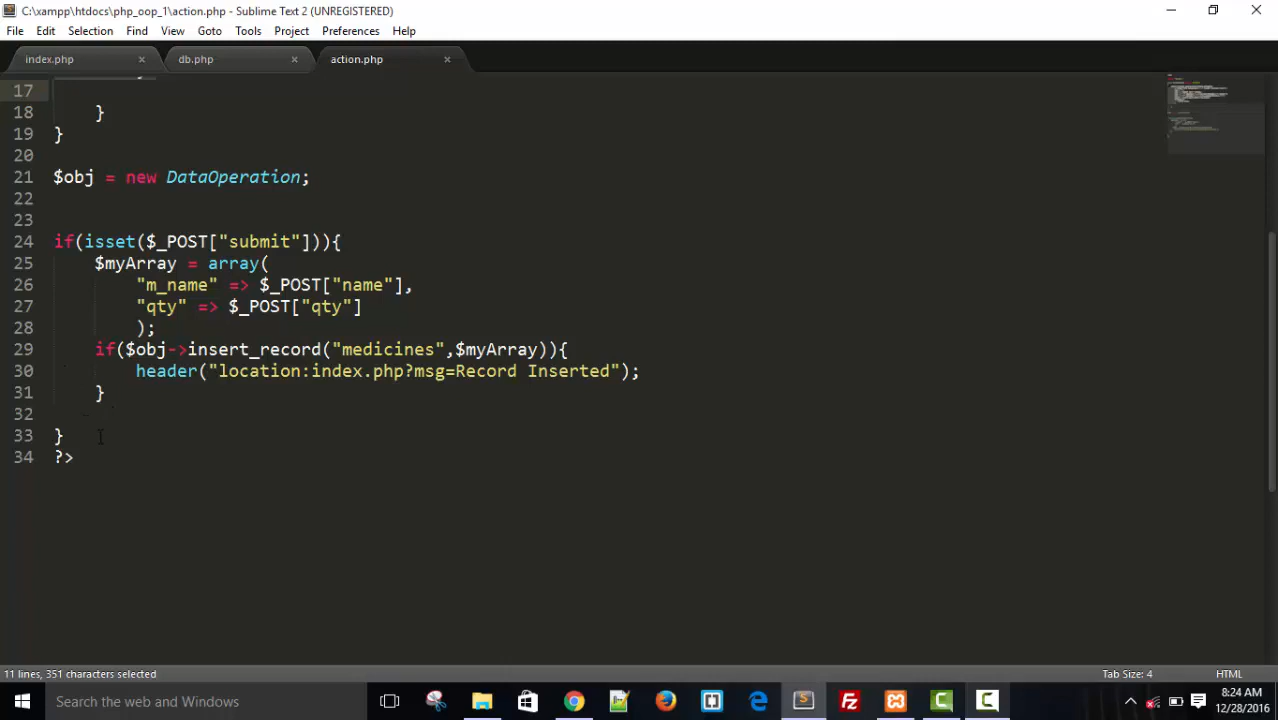 C:\xampp\htdocs\php_oop_1\action.php - Sublime Text 2 (UNREGISTERED)
File Edit Selection Find View Goto Tools Project Preferences Help
index.php × db.php × action.php ×
17
18 }
19 }
20
21 $obj = new DataOperation;
22
23
24 if(isset($_POST["submit"])){
25 $myArray = array(
26 "m_name" => $_POST["name"],
27 "qty" => $_POST["qty"]
28 );
29 if($obj->insert_record("medicines",$myArray)){
30 header("location:index.php?msg=Record Inserted");
31 }
32
33 }
34 ?>
11 lines, 351 characters selected Tab Size: 4 HTML
Search the web and Windows 8:24 AM
12/28/2016